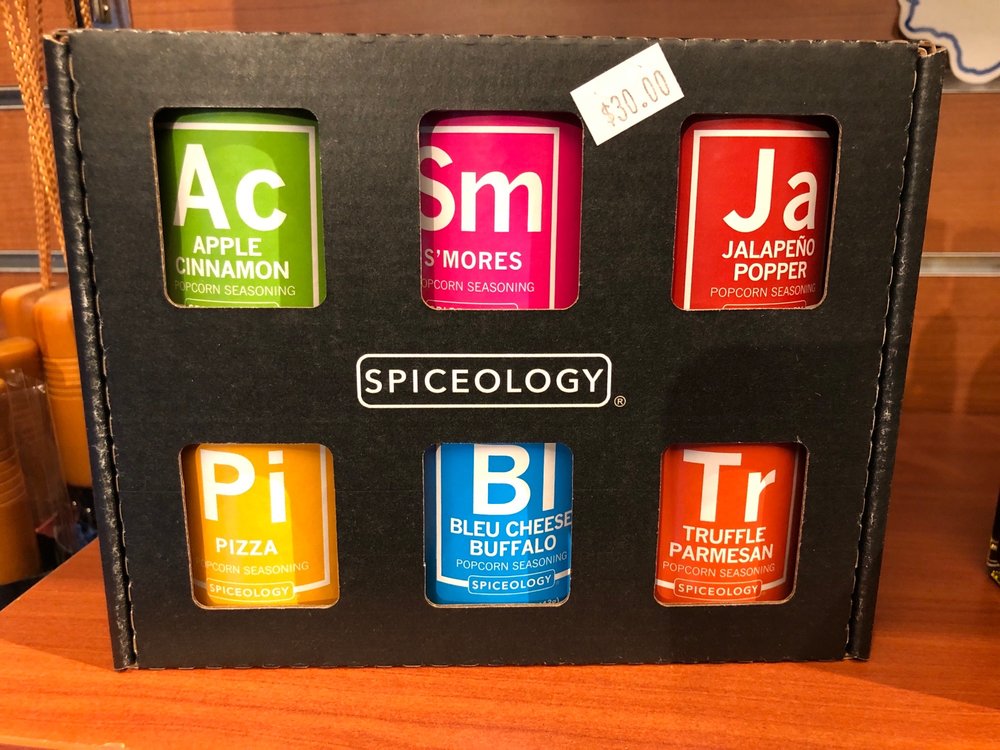 $30.00
Ac
APPLE
CINNAMON
POPCORN SEASONING
Sm
S'MORES
POPCORN SEASONING
Ja
JALAPEÑO
POPPER
POPCORN SEASONING
SPICEOLOGY®
Pi
PIZZA
POPCORN SEASONING
SPICEOLOGY
Bl
BLEU CHEESE
BUFFALO
POPCORN SEASONING
SPICEOLOGY
Tr
TRUFFLE
PARMESAN
POPCORN SEASONING
SPICEOLOGY